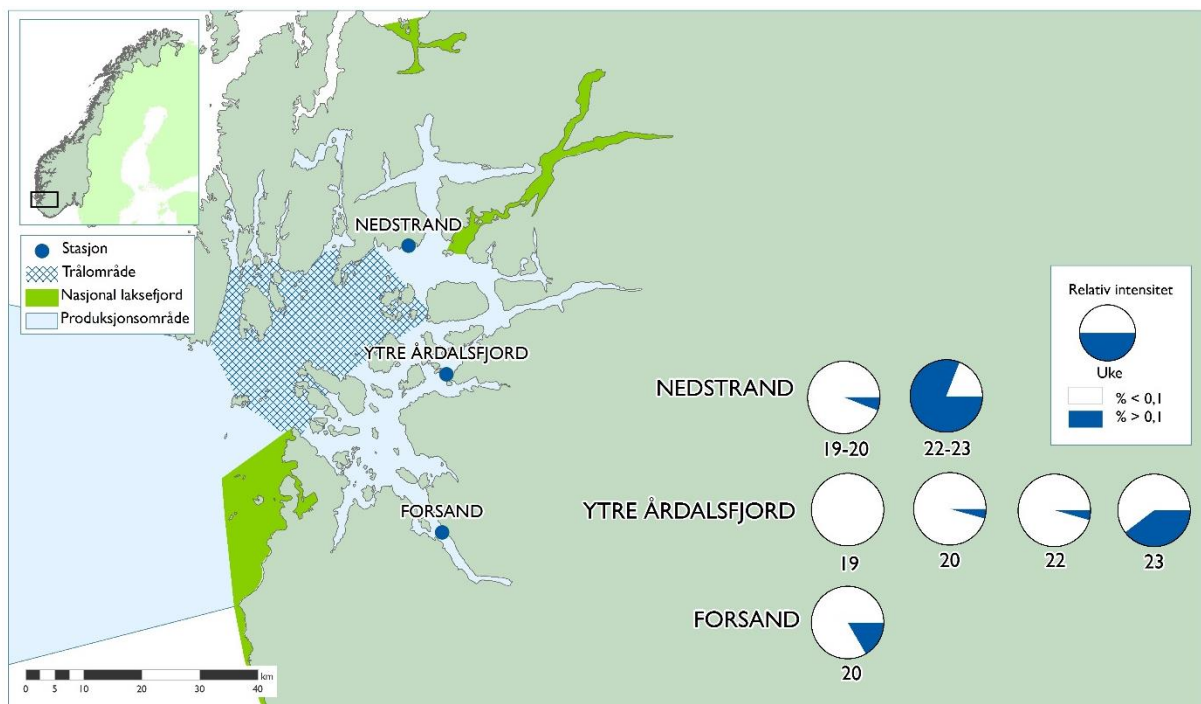 NEDSTRAND
Stasjon
Trålområde
Nasjonal laksefjord
Produksjonsområde
YTRE ÅRDALSFJORD
FORSAND
Relativ intensitet
Uke
% < 0,1
% > 0,1
NEDSTRAND
19-20 22-23
YTRE ÅRDALSFJORD
19 20 22 23
FORSAND
20
km
0 5 10 20 30 40